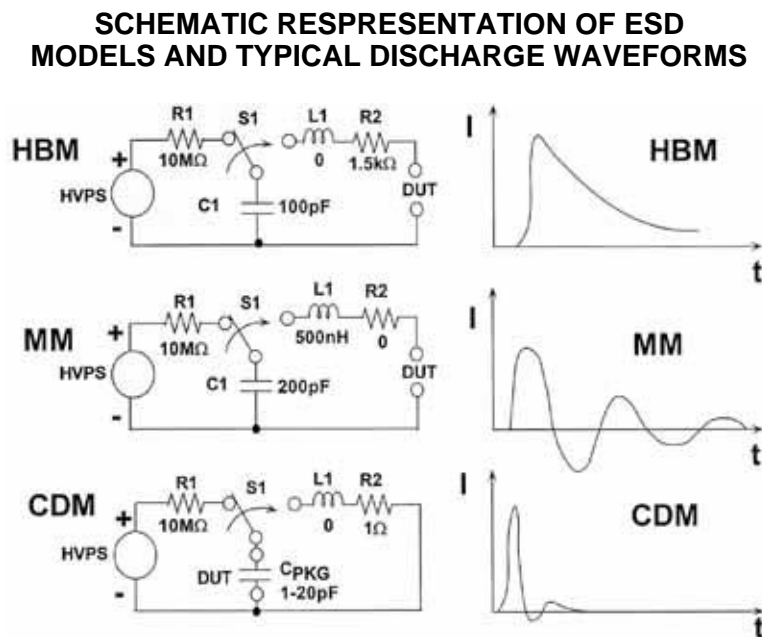 SCHEMATIC RESPRESENTATION OF ESD
MODELS AND TYPICAL DISCHARGE WAVEFORMS
HBM
+
HVPS
-
R1
10MΩ
S1
C1
100pF
L1
0
R2
1.5kΩ
DUT
I
HBM
t
MM
+
HVPS
-
R1
10MΩ
S1
C1
200pF
L1
500nH
R2
0
DUT
I
MM
t
CDM
+
HVPS
-
R1
10MΩ
S1
DUT
CPKG
1-20pF
L1
0
R2
1Ω
I
CDM
t